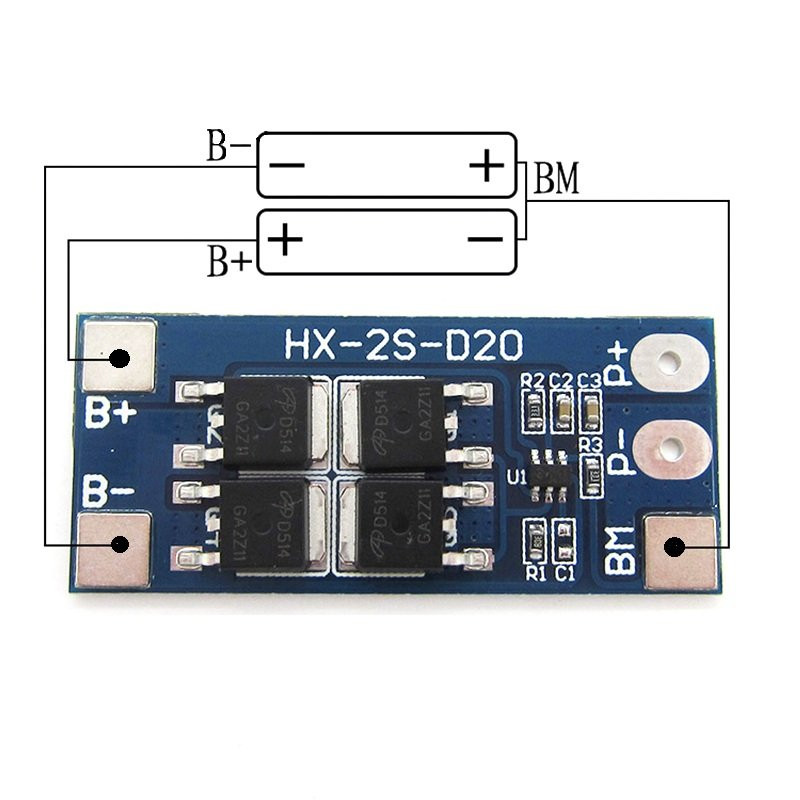 B-
- +
BM
+ -
B+
HX-2S-D20
B+
B-
P+
P-
BM
R2 C2 C3
R3
U1
R1 C1
D514
GA2Z11
D514
GA2Z11
D514
GA2Z11
D514
GA2Z11